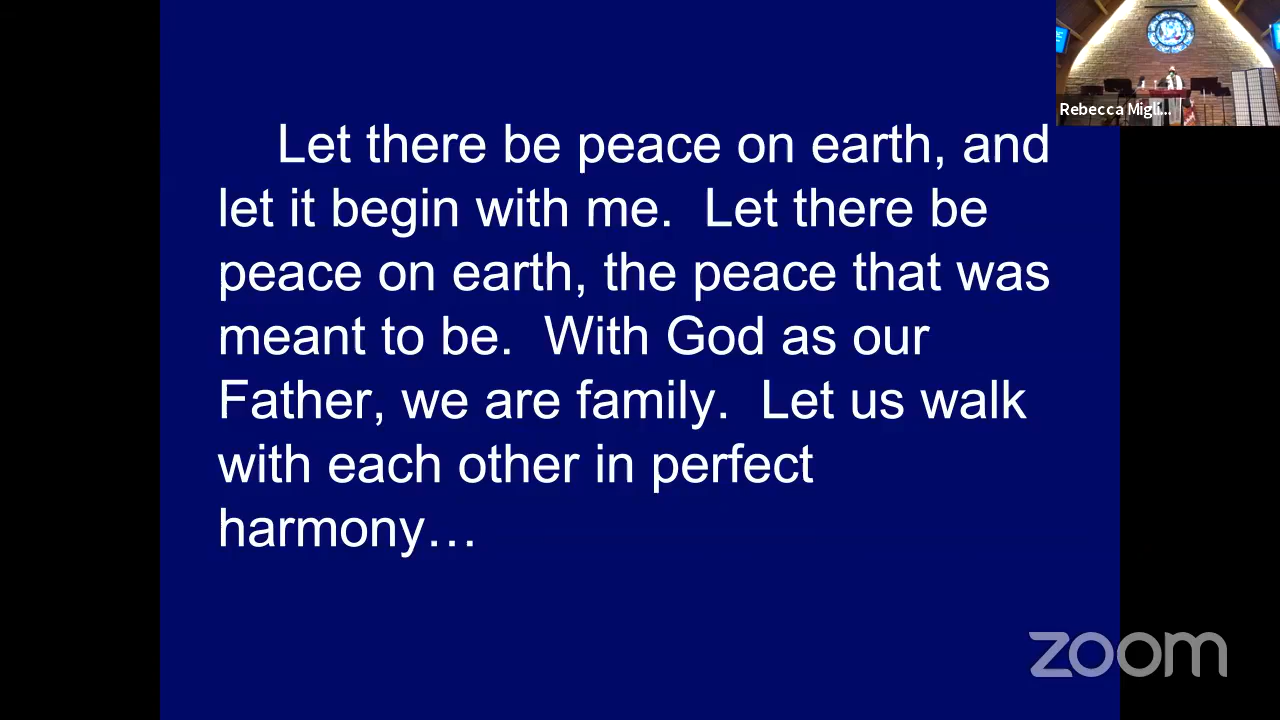 Rebecca Migli...
Let there be peace on earth, and
let it begin with me.  Let there be
peace on earth, the peace that was
meant to be.  With God as our
Father, we are family.  Let us walk
with each other in perfect
harmony…
zoom